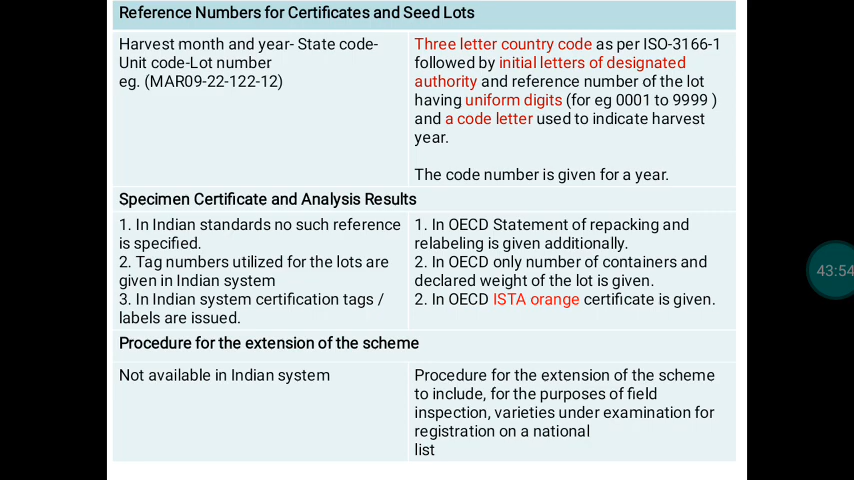 Reference Numbers for Certificates and Seed Lots
Harvest month and year- State code-
Unit code-Lot number
eg. (MAR09-22-122-12)
Three letter country code as per ISO-3166-1
followed by initial letters of designated
authority and reference number of the lot
having uniform digits (for eg 0001 to 9999 )
and a code letter used to indicate harvest
year.
The code number is given for a year.
Specimen Certificate and Analysis Results
1. In Indian standards no such reference
is specified.
2. Tag numbers utilized for the lots are
given in Indian system
3. In Indian system certification tags /
labels are issued.
1. In OECD Statement of repacking and
relabeling is given additionally.
2. In OECD only number of containers and
declared weight of the lot is given.
2. In OECD ISTA orange certificate is given.
Procedure for the extension of the scheme
Not available in Indian system
Procedure for the extension of the scheme
to include, for the purposes of field
inspection, varieties under examination for
registration on a national
list
43:54